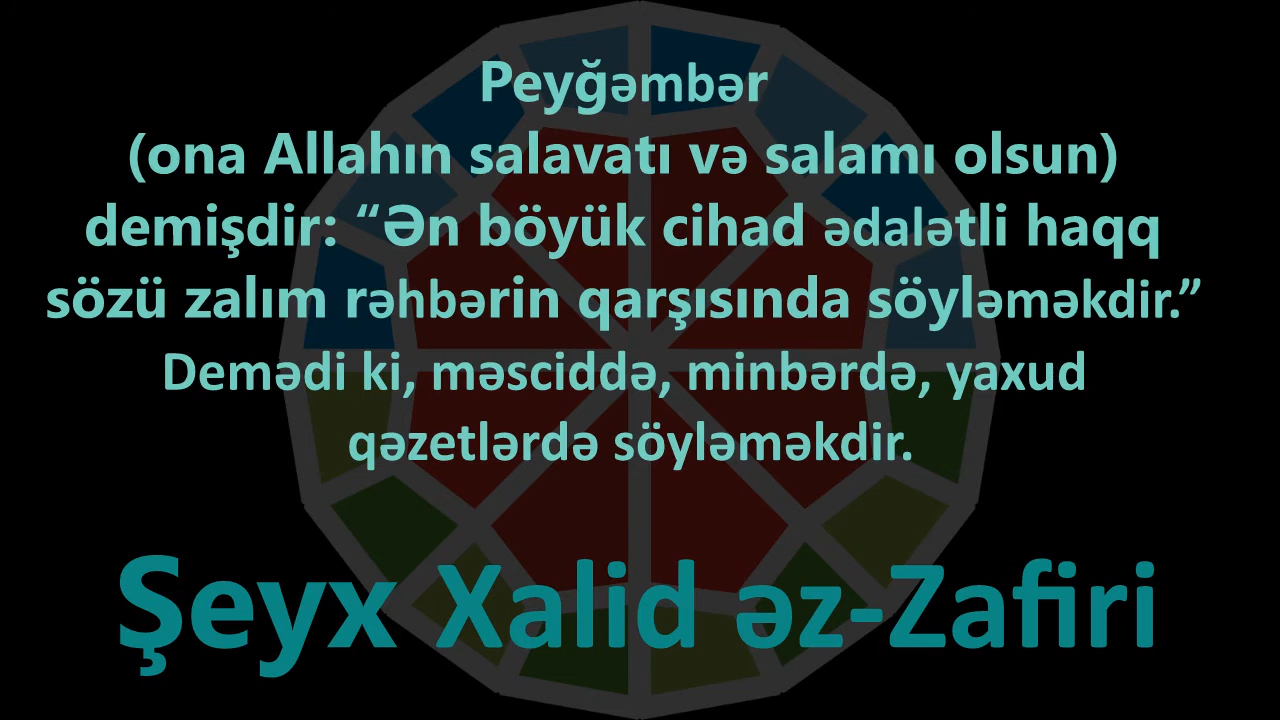 Peyğəmbər
(ona Allahın salavatı və salamı olsun)
demişdir: “Ən böyük cihad ədalətli haqq
sözü zalım rəhbərin qarşısında söyləməkdir.”
Demədi ki, məsciddə, minbərdə, yaxud
qəzetlərdə söyləməkdir.
Şeyx Xalid əz-Zafiri